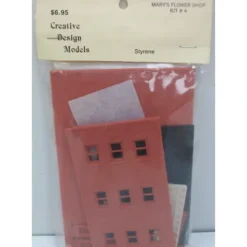 $6.95
Creative
Design
Models
MARY'S FLOWER SHOP
KIT # 4
Styrene